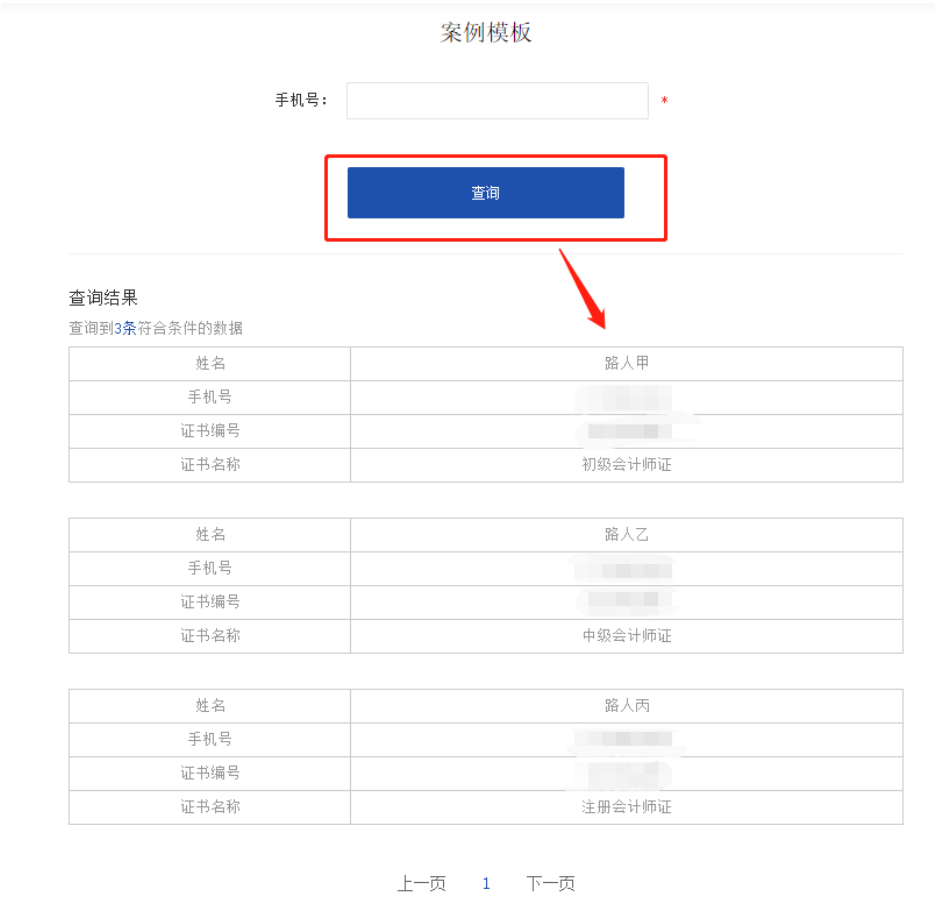 案例模板
手机号： *
查询
查询结果
查询到3条符合条件的数据
姓名 路人甲
手机号
证书编号
证书名称 初级会计师证
姓名 路人乙
手机号
证书编号
证书名称 中级会计师证
姓名 路人丙
手机号
证书编号
证书名称 注册会计师证
上一页 1 下一页